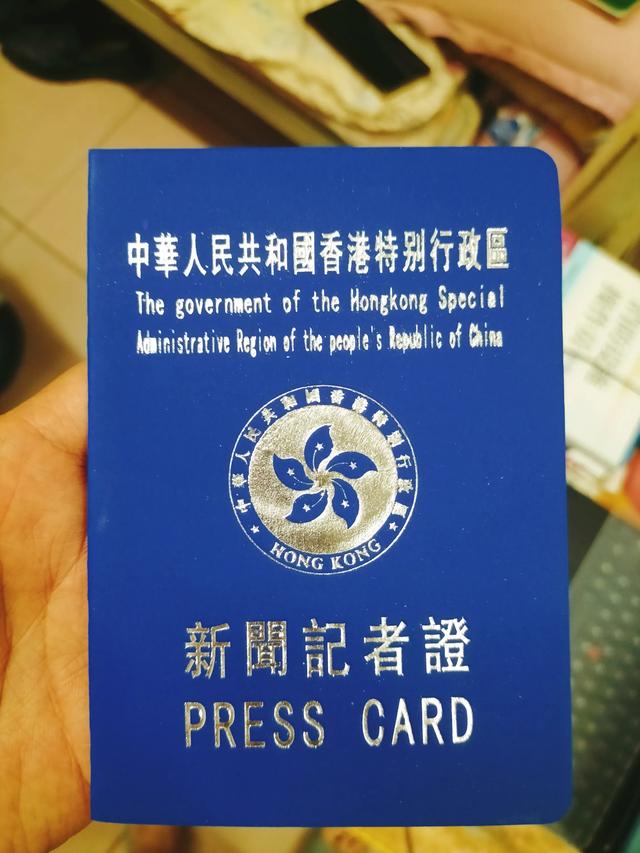 中華人民共和國香港特别行政區
The government of the Hongkong Special
Administrative Region of the people's Republic of China
中華人民共和國香港特別行政區
HONG KONG
新聞記者證
PRESS CARD